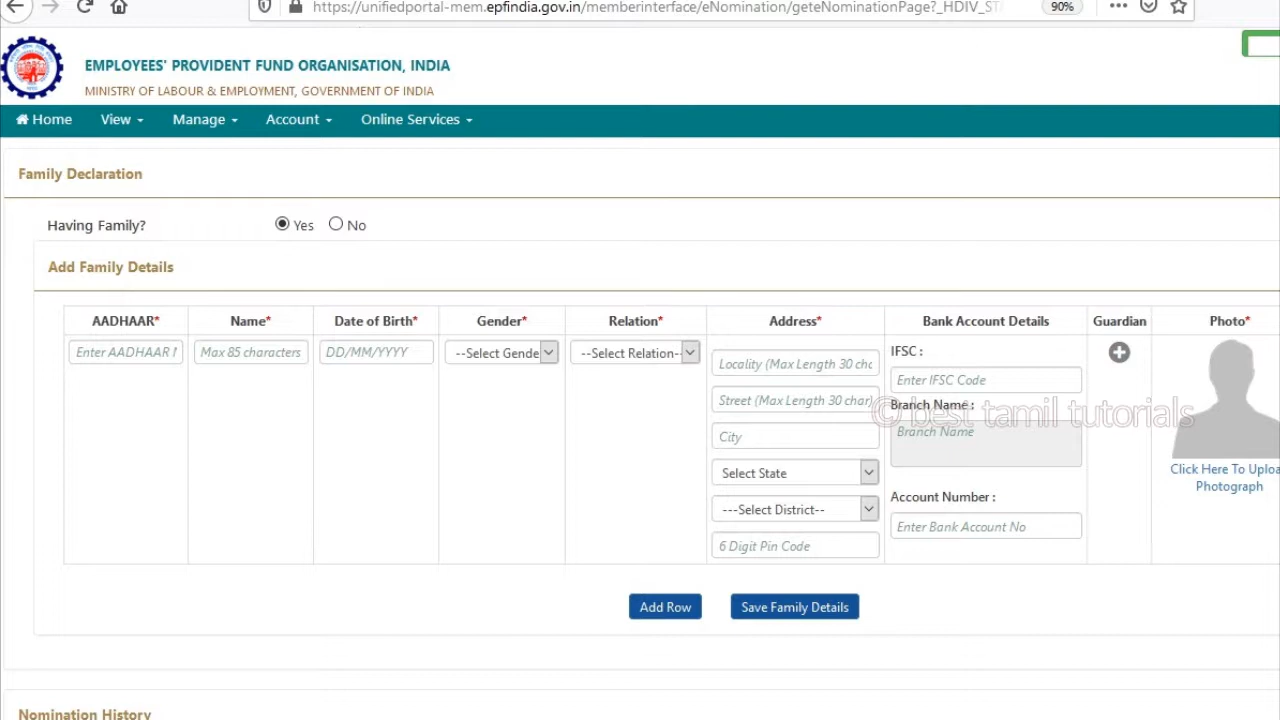 https://unifiedportal-mem.epfindia.gov.in/memberinterface/eNomination/geteNominationPage?_HDIV_ST
90%
EMPLOYEES' PROVIDENT FUND ORGANISATION, INDIA
MINISTRY OF LABOUR & EMPLOYMENT, GOVERNMENT OF INDIA
Home View Manage Account Online Services
Family Declaration
Having Family? Yes No
Add Family Details
AADHAAR* Name* Date of Birth* Gender* Relation* Address* Bank Account Details Guardian Photo*
Enter AADHAAR Max 85 characters DD/MM/YYYY --Select Gende --Select Relation-- IFSC :
Locality (Max Length 30 chc
Enter IFSC Code
Street (Max Length 30 char)
Branch Name :
© best tamil tutorials
Branch Name
City
Select State
Click Here To Uploa
Photograph
Account Number :
---Select District--
Enter Bank Account No
6 Digit Pin Code
Add Row Save Family Details
Nomination History